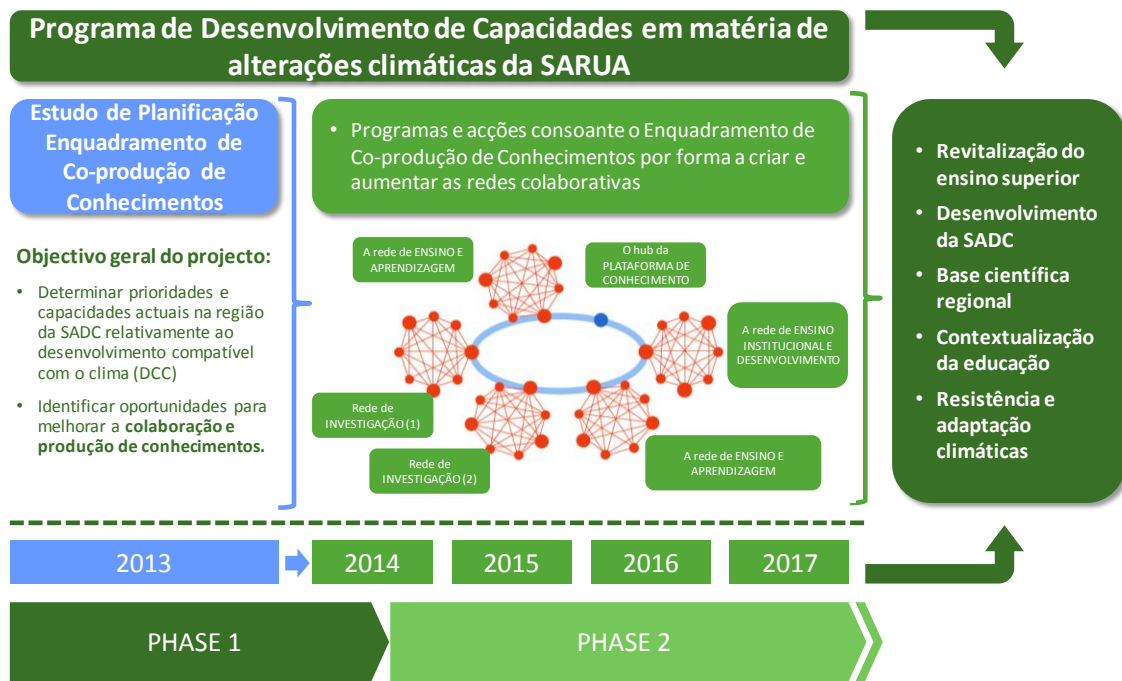 Programa de Desenvolvimento de Capacidades em matéria de
alterações climáticas da SARUA
Estudo de Planificação
Enquadramento de
Co-produção de
Conhecimentos
Objectivo geral do projecto:
• Determinar prioridades e
capacidades actuais na região
da SADC relativamente ao
desenvolvimento compatível
com o clima (DCC)
• Identificar oportunidades para
melhorar a colaboração e
produção de conhecimentos.
• Programas e acções consoante o Enquadramento de
Co-produção de Conhecimentos por forma a criar e
aumentar as redes colaborativas
A rede de ENSINO E
APRENDIZAGEM
O hub da
PLATAFORMA DE
CONHECIMENTO
A rede de ENSINO
INSTITUCIONAL E
DESENVOLVIMENTO
Rede de
INVESTIGAÇÃO (1)
Rede de
INVESTIGAÇÃO (2)
A rede de ENSINO E
APRENDIZAGEM
• Revitalização do
ensino superior
• Desenvolvimento
da SADC
• Base científica
regional
• Contextualização
da educação
• Resistência e
adaptação
climáticas
2013
2014
2015
2016
2017
PHASE 1
PHASE 2